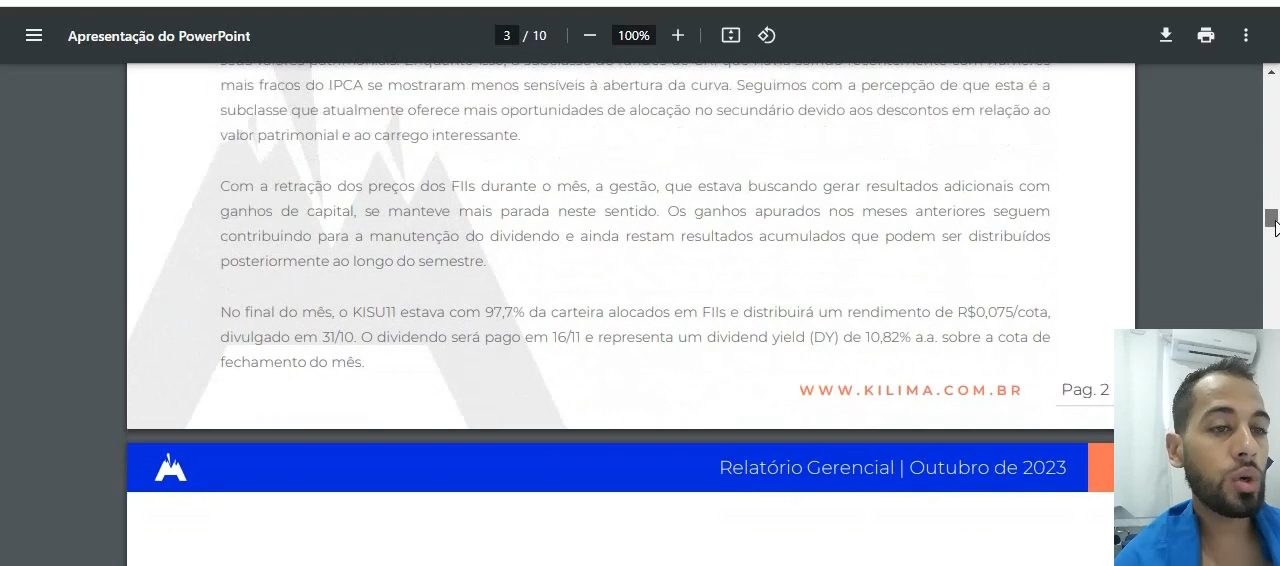 Apresentação do PowerPoint
3 / 10
100%
mais fracos do IPCA se mostraram menos sensíveis à abertura da curva. Seguimos com a percepção de que esta é a
subclasse que atualmente oferece mais oportunidades de alocação no secundário devido aos descontos em relação ao
valor patrimonial e ao carrego interessante.
Com a retração dos preços dos FIIs durante o mês, a gestão, que estava buscando gerar resultados adicionais com
ganhos de capital, se manteve mais parada neste sentido. Os ganhos apurados nos meses anteriores seguem
contribuindo para a manutenção do dividendo e ainda restam resultados acumulados que podem ser distribuídos
posteriormente ao longo do semestre.
No final do mês, o KISU11 estava com 97,7% da carteira alocados em FIIs e distribuirá um rendimento de R$0,075/cota,
divulgado em 31/10. O dividendo será pago em 16/11 e representa um dividend yield (DY) de 10,82% a.a. sobre a cota de
fechamento do mês.
WWW.KILIMA.COM.BR
Pag. 2
Relatório Gerencial | Outubro de 2023